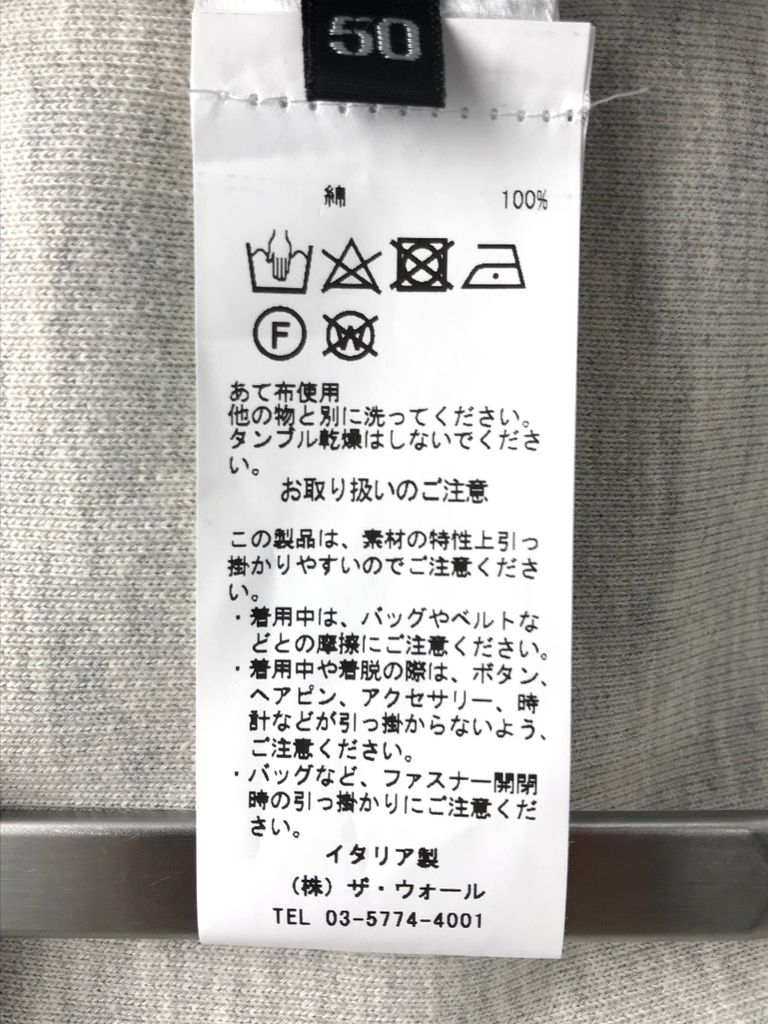 50
綿 100%
F
W
あて布使用
他の物と別に洗ってください。
タンブル乾燥はしないでくださ
い。
お取り扱いのご注意
この製品は、素材の特性上引っ
掛かりやすいのでご注意くださ
い。
・着用中は、バッグやベルトな
どとの摩擦にご注意ください。
・着用中や着脱の際は、ボタン、
ヘアピン、アクセサリー、時
計などが引っ掛からないよう、
ご注意ください。
・バッグなど、ファスナー開閉
時の引っ掛かりにご注意くだ
さい。
イタリア製
（株）ザ・ウォール
TEL 03-5774-4001